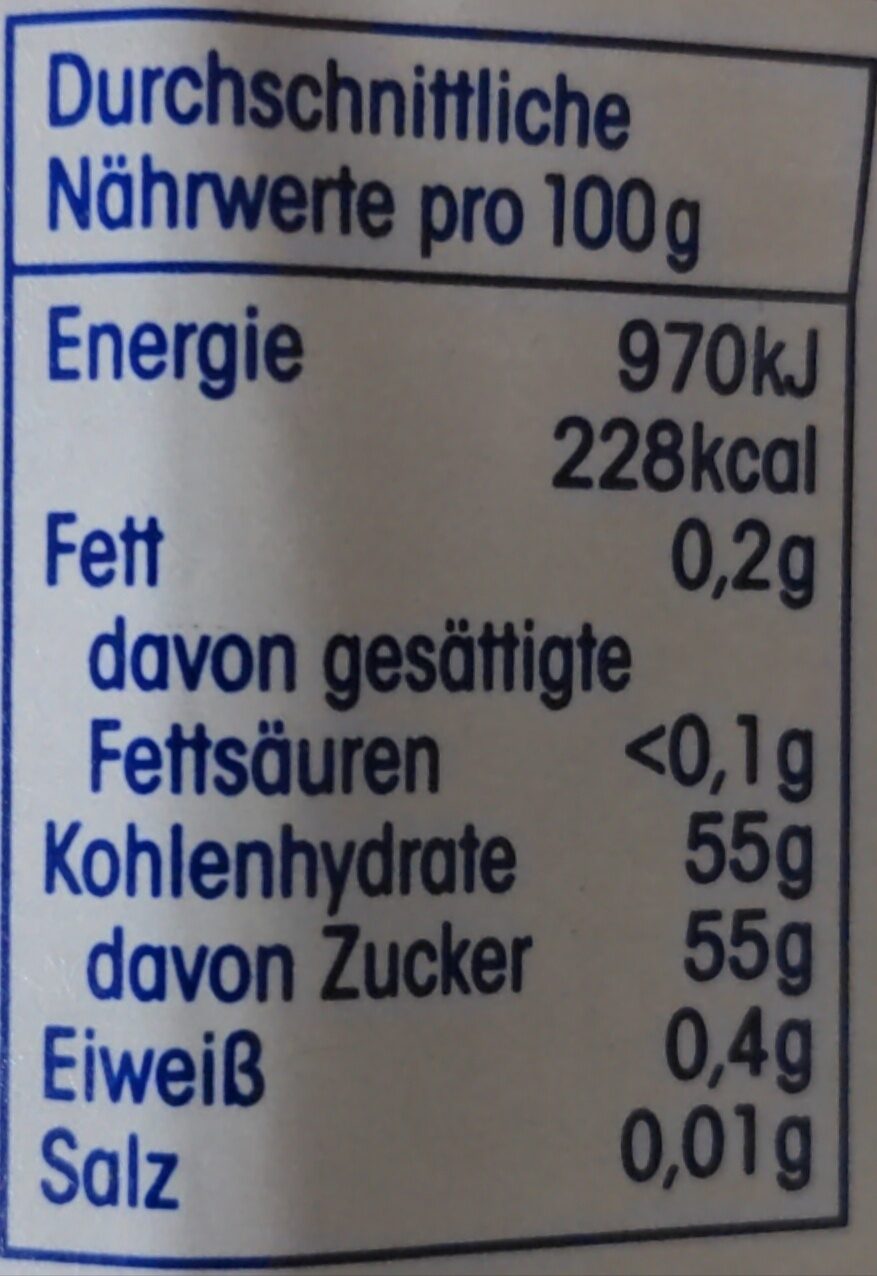 Durchschnittliche
Nährwerte pro 100g
Energie 970kJ
228kcal
Fett 0,2g
davon gesättigte
Fettsäuren <0,1g
Kohlenhydrate 55g
davon Zucker 55g
Eiweiß 0,4g
Salz 0,01g